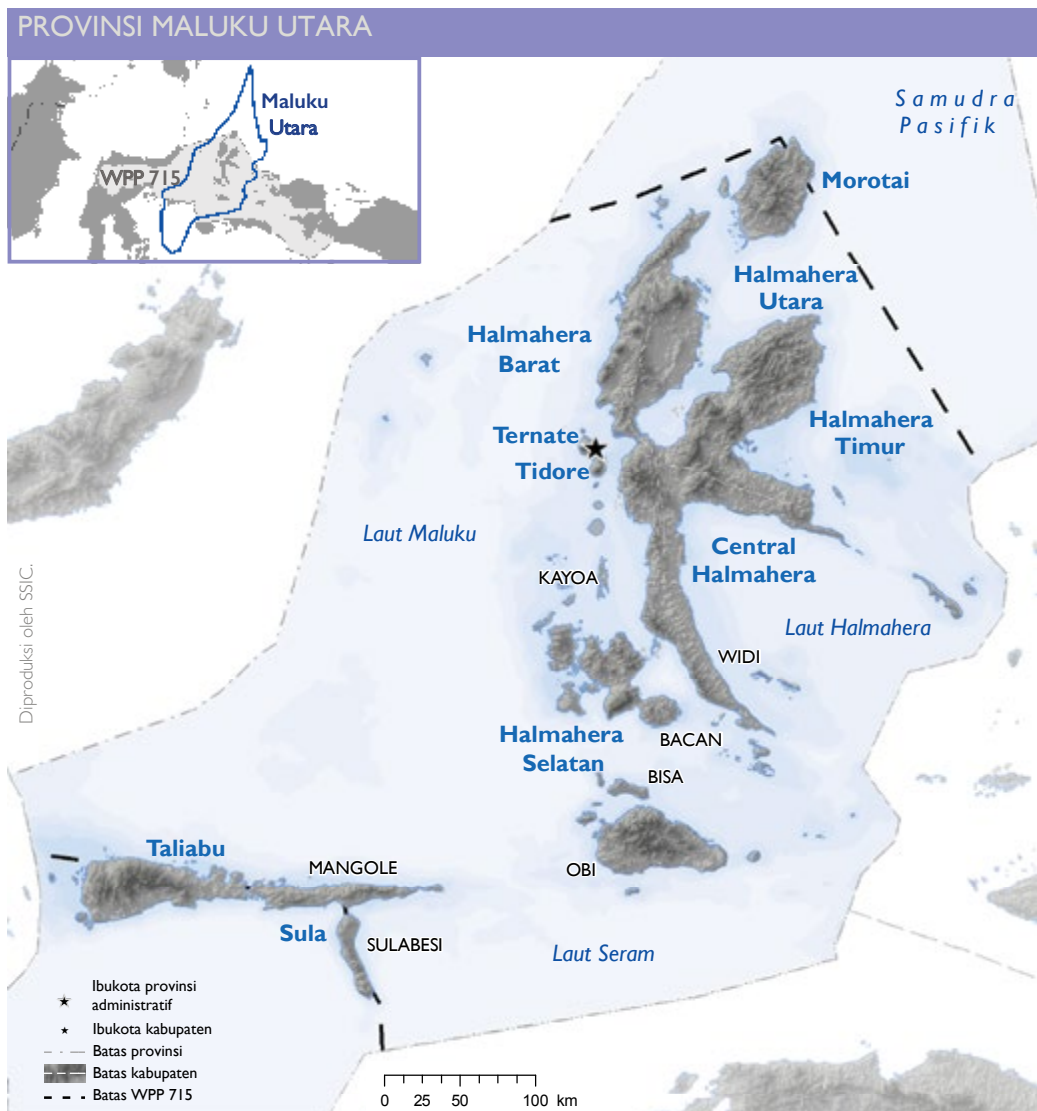 PROVINSI MALUKU UTARA
Maluku
Utara
WPP 715
Samudra
Pasifik
Morotai
Halmahera
Utara
Halmahera
Barat
Halmahera
Timur
Ternate
Tidore
Laut Maluku
Central
Halmahera
KAYOA
Laut Halmahera
WIDI
Halmahera
Selatan
BACAN
BISA
Taliabu
MANGOLE
OBI
Sula
SULABESI
Laut Seram
Diproduksi oleh SSIC.
Ibukota provinsi
administratif
Ibukota kabupaten
Batas provinsi
Batas kabupaten
Batas WPP 715
0 25 50 100 km